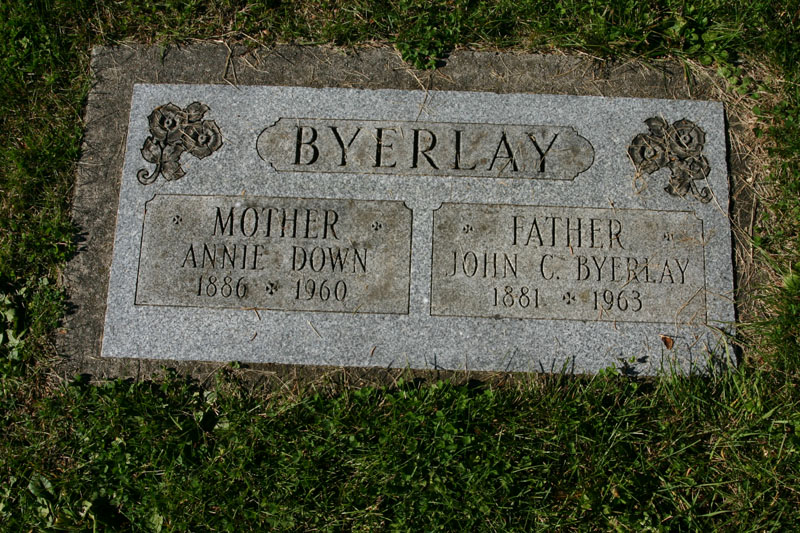 BYERLAY
MOTHER
ANNIE DOWN
1886 1960
FATHER
JOHN C. BYERLAY
1881 1963